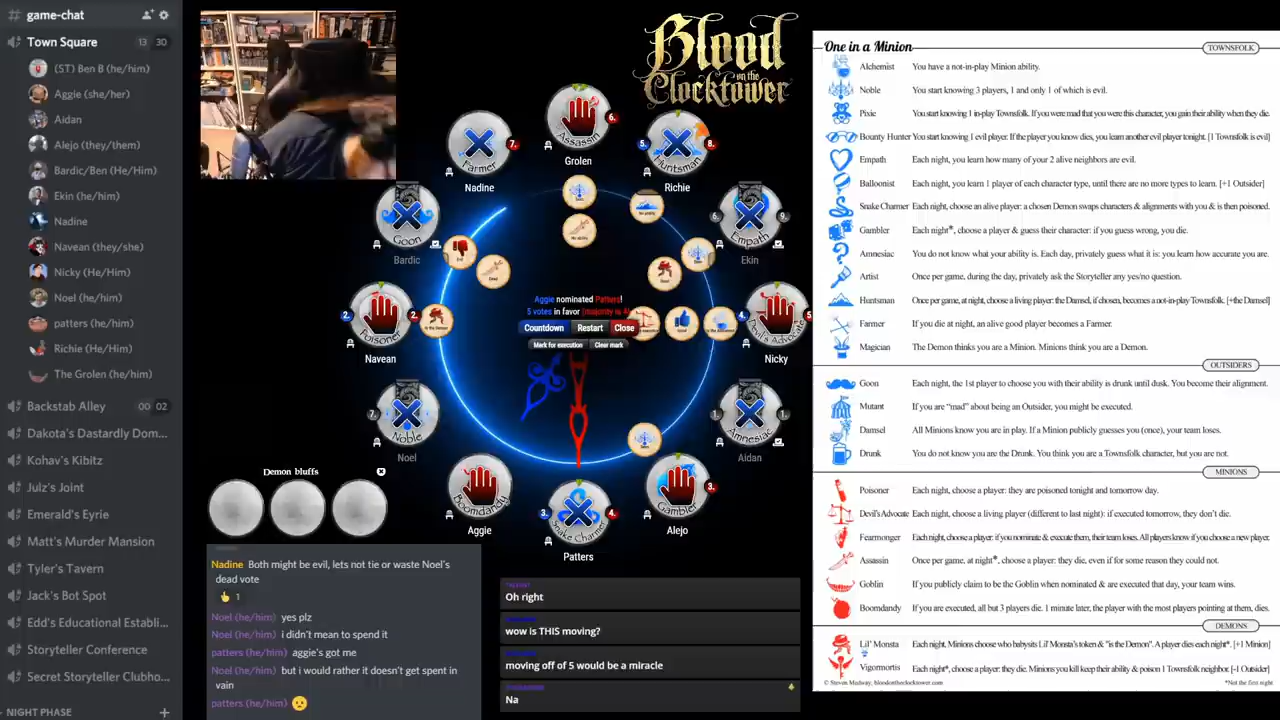 game-chat
Town Square
13 30
(ST) Ben B (he/him)
Aggie (she/her)
Aidan
Alejo (he/they)
Bardic/Jams (He/Him)
Ekin (he/him)
Nadine
Navean (they/she)
Nicky (He/Him)
Noel (he/him)
patters (he/him)
Richie (He/Him)
The Grolen (he/him)
Backstab Alley
00 02
Dakota's Dastardly Dom...
Kohav's Kibitz
Julz's Joint
Emerald's Eyrie
Matt's Murder Mansion
Tyler's Tavern
Jack's Jackpot
Edd's Educationa Establi...
NIGHT PHASE
Blood
on the
Clocktower
Assassin
6.
Grolen
Farmer
7.
Nadine
5.
Huntsman
8.
Richie
Goon
Bardic
6.
Empath
9.
Ekin
2.
Poisoner
2.
Navean
4.
Devil's Advocate
5
Nicky
7.
Noble
Noel
1.
Amnesiac
1.
Aidan
Boomdandy
Aggie
3.
Snake Charmer
4.
Patters
Gambler
3.
Alejo
Aggie nominated Patters!
5 votes in favor
Countdown
Restart
Close
Mark for execution
Clear mark
Demon bluffs
Nadine Both might be evil, lets not tie or waste Noel's
dead vote
1
Noel (he/him) yes plz
Noel (he/him) i didn't mean to spend it
patters (he/him) aggie's got me
Noel (he/him) but i would rather it doesn't get spent in
vain
patters (he/him)
Oh right
wow is THIS moving?
moving off of 5 would be a miracle
Na
One in a Minion
TOWNSFOLK
Alchemist You have a not-in-play Minion ability.
Noble You start knowing 3 players, 1 and only 1 of which is evil.
Pixie You start knowing 1 in-play Townsfolk. If you were mad that you were this character, you gain their ability when they die.
Bounty Hunter You start knowing 1 evil player. If the player you know dies, you learn another evil player tonight. [1 Townsfolk is evil]
Empath Each night, you learn how many of your 2 alive neighbors are evil.
Balloonist Each night, you learn 1 player of each character type, until there are no more types to learn. [+1 Outsider]
Snake Charmer Each night, choose an alive player: a chosen Demon swaps characters & alignments with you & is then poisoned.
Gambler Each night*, choose a player & guess their character: if you guess wrong, you die.
Amnesiac You do not know what your ability is. Each day, privately guess what it is: you learn how accurate you are.
Artist Once per game, during the day, privately ask the Storyteller any yes/no question.
Huntsman Once per game, at night, choose a living player: the Damsel, if chosen, becomes a not-in-play Townsfolk. [+the Damsel]
Farmer If you die at night, an alive good player becomes a Farmer.
Magician The Demon thinks you are a Minion. Minions think you are a Demon.
OUTSIDERS
Goon Each night, the 1st player to choose you with their ability is drunk until dusk. You become their alignment.
Mutant If you are "mad" about being an Outsider, you might be executed.
Damsel All Minions know you are in play. If a Minion publicly guesses you (once), your team loses.
Drunk You do not know you are the Drunk. You think you are a Townsfolk character, but you are not.
MINIONS
Poisoner Each night, choose a player: they are poisoned tonight and tomorrow day.
Devil's Advocate Each night, choose a living player (different to last night): if executed tomorrow, they don't die.
Fearmonger Each night, choose a player: if you nominate & execute them, their team loses. All players know if you choose a new player.
Assassin Once per game, at night*, choose a player: they die, even if for some reason they could not.
Goblin If you publicly claim to be the Goblin when nominated & are executed that day, your team wins.
Boomdandy If you are executed, all but 3 players die. 1 minute later, the player with the most players pointing at them, dies.
DEMONS
Lil' Monsta Each night, Minions choose who babysits Lil' Monsta's token & "is the Demon". A player dies each night*. [+1 Minion]
Vigormortis Each night*, choose a player: they die. Minions you kill keep their ability & poison 1 Townsfolk neighbor. [-1 Outsider]
© Steven Medway, bloodontheclocktower.com
*Not the first night